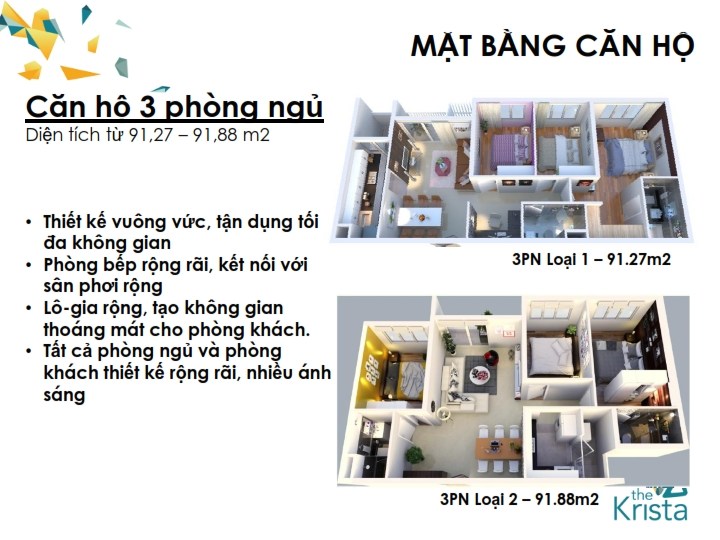 MẶT BẰNG CĂN HỘ
Căn hô 3 phòng ngủ
Diện tích từ 91,27 – 91,88 m2
• Thiết kế vuông vức, tận dụng tối
đa không gian
• Phòng bếp rộng rãi, kết nối với
sân phơi rộng
• Lô-gia rộng, tạo không gian
thoáng mát cho phòng khách.
• Tất cả phòng ngủ và phòng
khách thiết kế rộng rãi, nhiều ánh
sáng
3PN Loại 1 – 91.27m2
3PN Loại 2 – 91.88m2
the
Krista